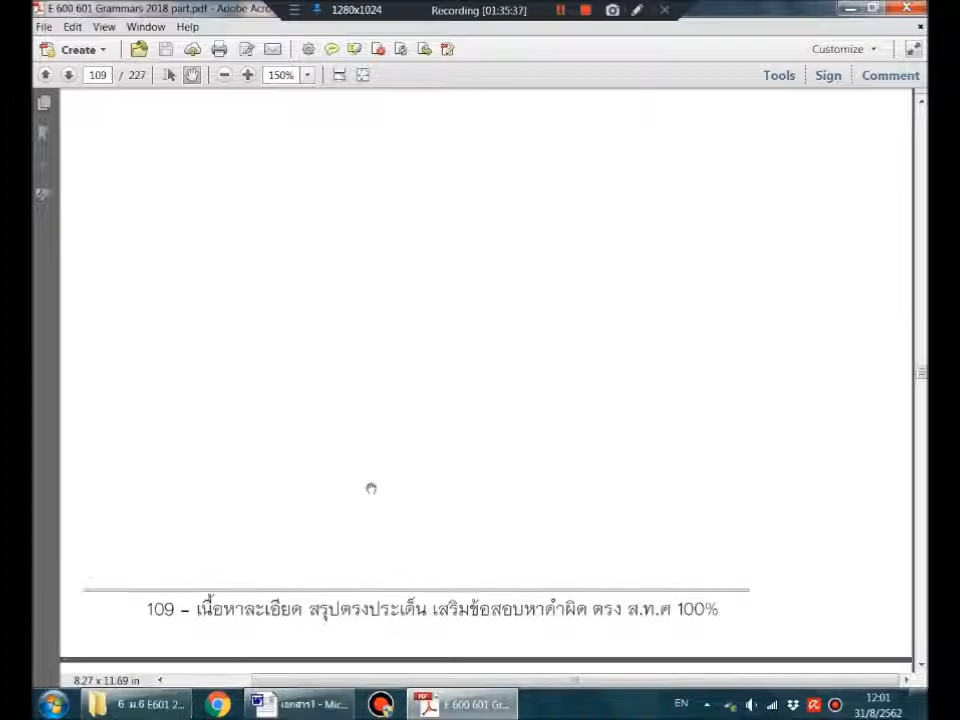 E 600 601 Grammars 2018 part.pdf - Adobe Acro
1280x1024
Recording [01:35:37]
File Edit View Window Help
Create
Customize
109 / 227
150%
Tools Sign Comment
109 – เนื้อหาละเอียด สรุปตรงประเด็น เสริมข้อสอบหาคำผิด ตรง ส.ท.ศ 100%
8.27 x 11.69 in
6 ม.6 E601 2...
เอกสาร1 - Mic...
E 600 601 Gr...
EN
12:01
31/8/2562